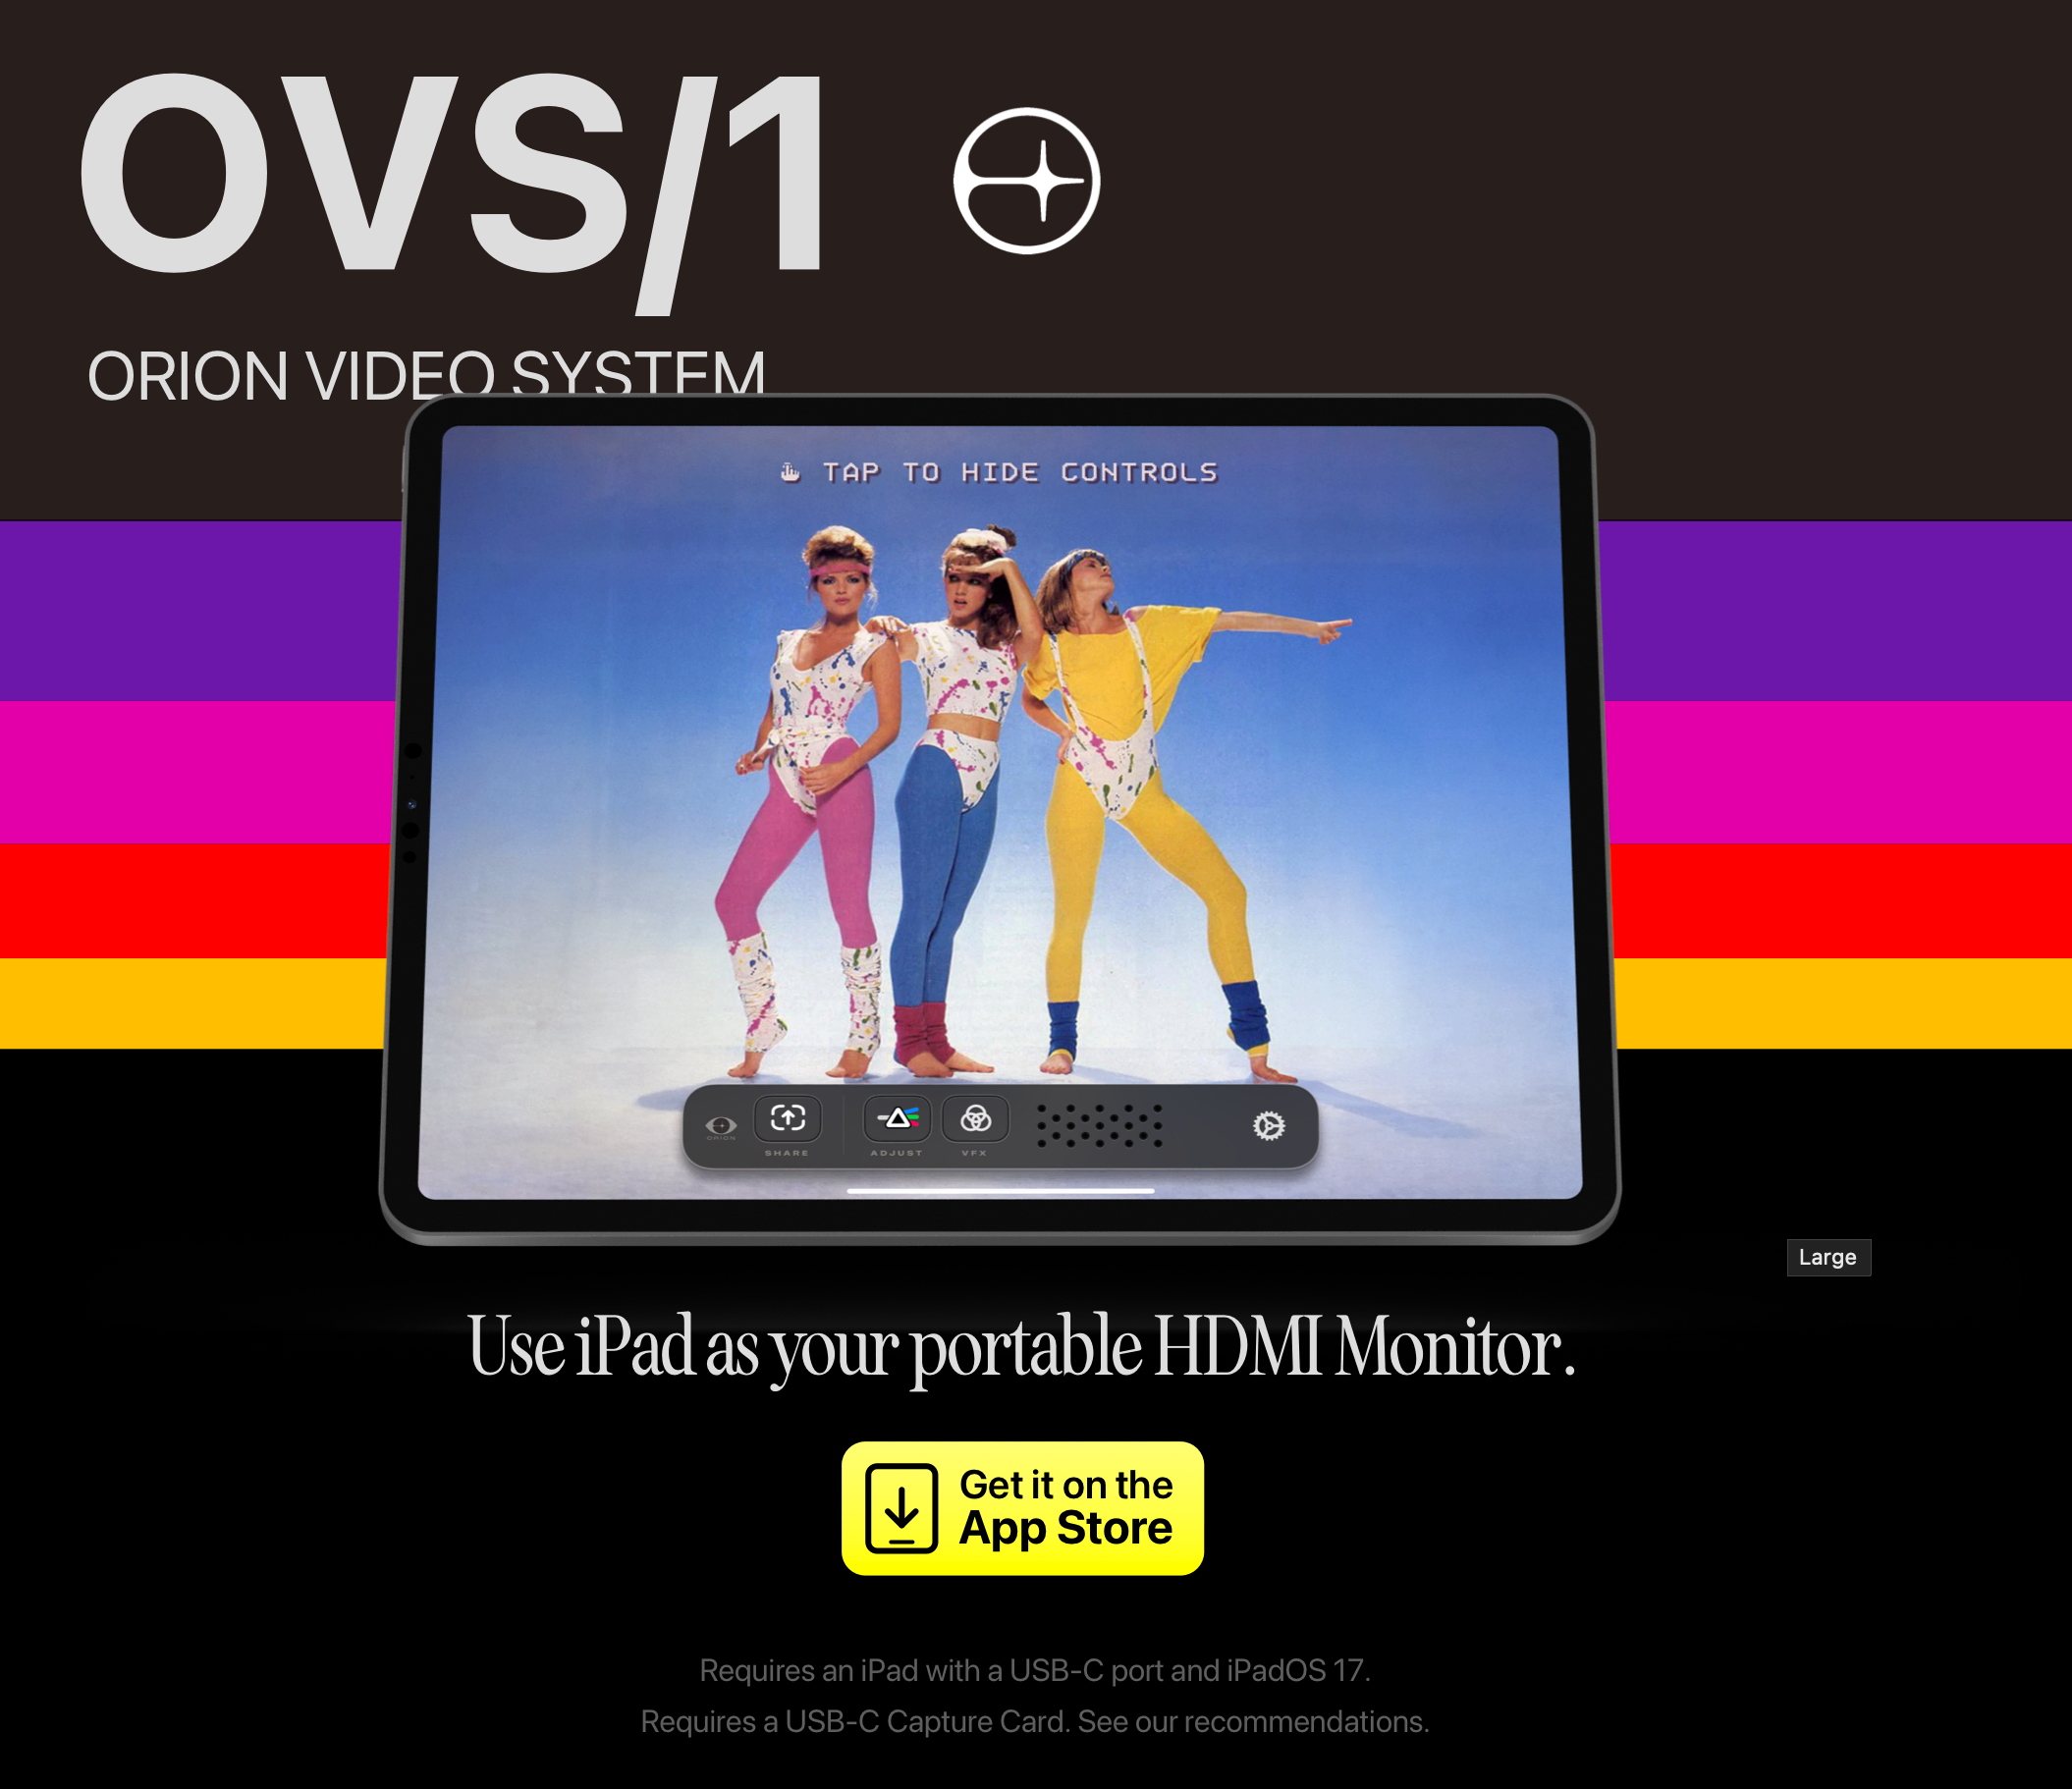 OVS/1
ORION VIDEO SYSTEM
TAP TO HIDE CONTROLS
ORION
SHARE
ADJUST
VFX
Large
Use iPad as your portable HDMI Monitor.
Get it on the
App Store
Requires an iPad with a USB-C port and iPadOS 17.
Requires a USB-C Capture Card. See our recommendations.